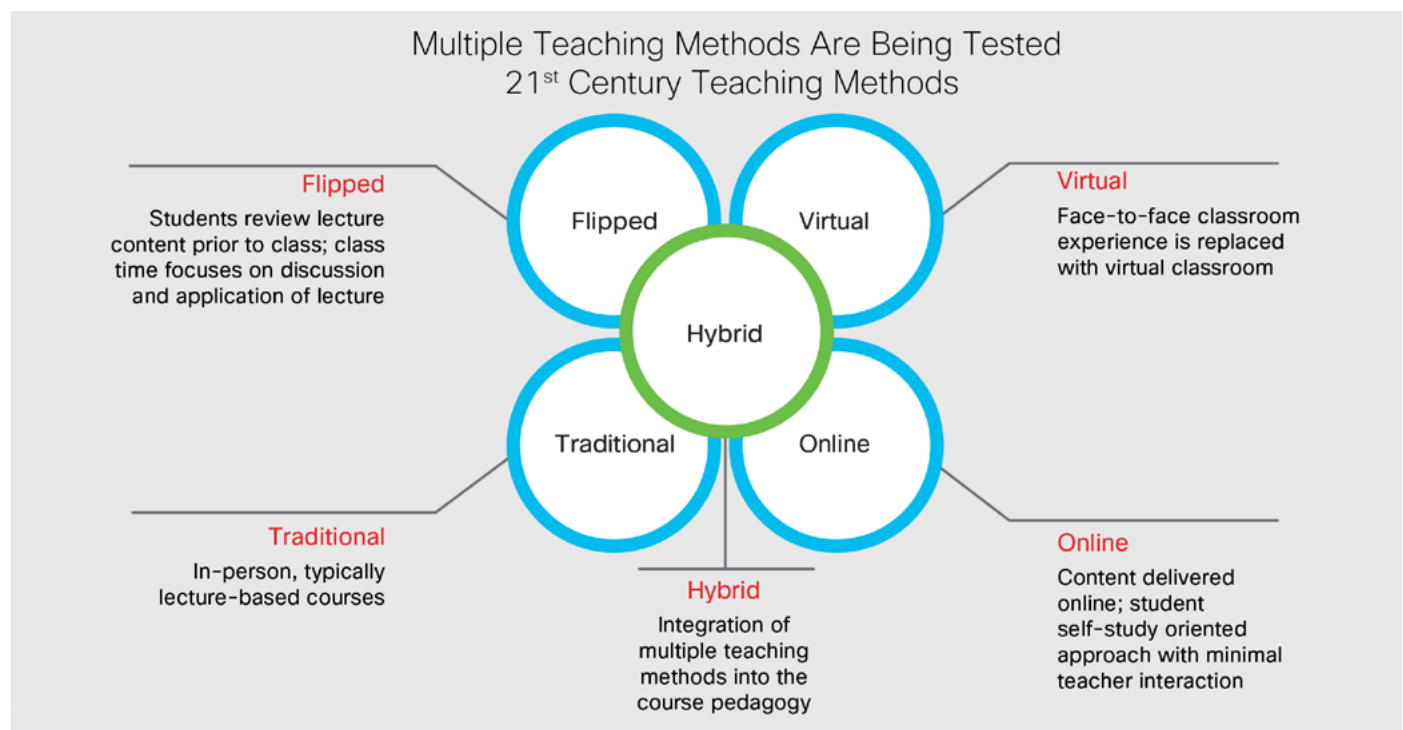 Multiple Teaching Methods Are Being Tested
21st Century Teaching Methods
Flipped
Students review lecture
content prior to class; class
time focuses on discussion
and application of lecture
Flipped
Virtual
Virtual
Face-to-face classroom
experience is replaced
with virtual classroom
Hybrid
Traditional
Online
Traditional
In-person, typically
lecture-based courses
Hybrid
Integration of
multiple teaching
methods into the
course pedagogy
Online
Content delivered
online; student
self-study oriented
approach with minimal
teacher interaction